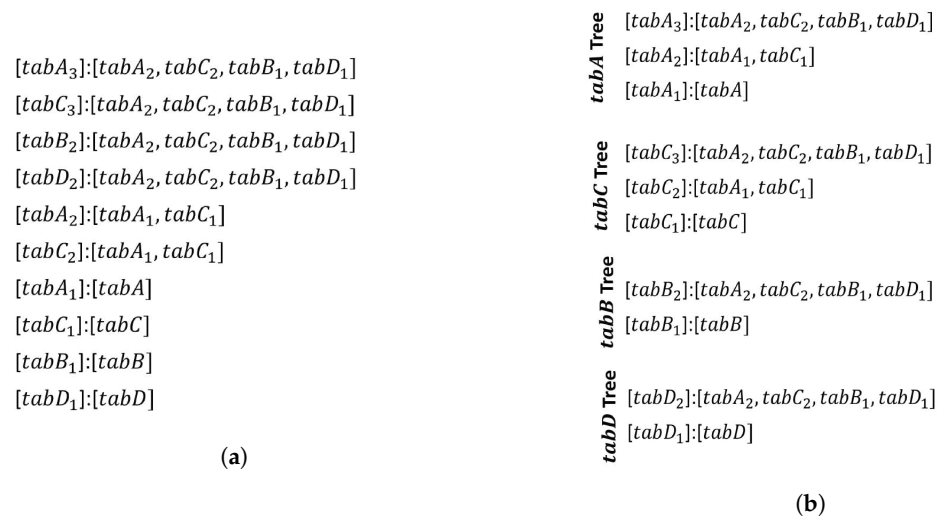 [tabA₃]:[tabA₂, tabC₂, tabB₁, tabD₁]
[tabC₃]:[tabA₂, tabC₂, tabB₁, tabD₁]
[tabB₂]:[tabA₂, tabC₂, tabB₁, tabD₁]
[tabD₂]:[tabA₂, tabC₂, tabB₁, tabD₁]
[tabA₂]:[tabA₁, tabC₁]
[tabC₂]:[tabA₁, tabC₁]
[tabA₁]:[tabA]
[tabC₁]:[tabC]
[tabB₁]:[tabB]
[tabD₁]:[tabD]
(a)
tabA Tree
[tabA₃]:[tabA₂, tabC₂, tabB₁, tabD₁]
[tabA₂]:[tabA₁, tabC₁]
[tabA₁]:[tabA]
tabC Tree
[tabC₃]:[tabA₂, tabC₂, tabB₁, tabD₁]
[tabC₂]:[tabA₁, tabC₁]
[tabC₁]:[tabC]
tabB Tree
[tabB₂]:[tabA₂, tabC₂, tabB₁, tabD₁]
[tabB₁]:[tabB]
tabD Tree
[tabD₂]:[tabA₂, tabC₂, tabB₁, tabD₁]
[tabD₁]:[tabD]
(b)